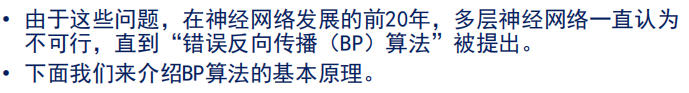 • 由于这些问题，在神经网络发展的前20年，多层神经网络一直认为
不可行，直到“错误反向传播（BP）算法”被提出。
• 下面我们来介绍BP算法的基本原理。